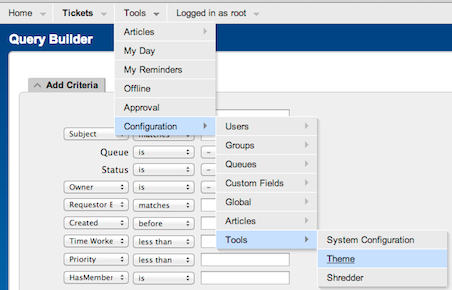 Home Tickets Tools Logged in as root
Query Builder
Articles
My Day
My Reminders
Offline
Approval
Configuration
Add Criteria
Users
Groups
Queues
Custom Fields
Global
Articles
Tools
System Configuration
Theme
Shredder
Subject matches
Queue is -
Status is -
Owner is -
Requestor E matches
Created before
Time Worke less than
Priority less than
HasMember is